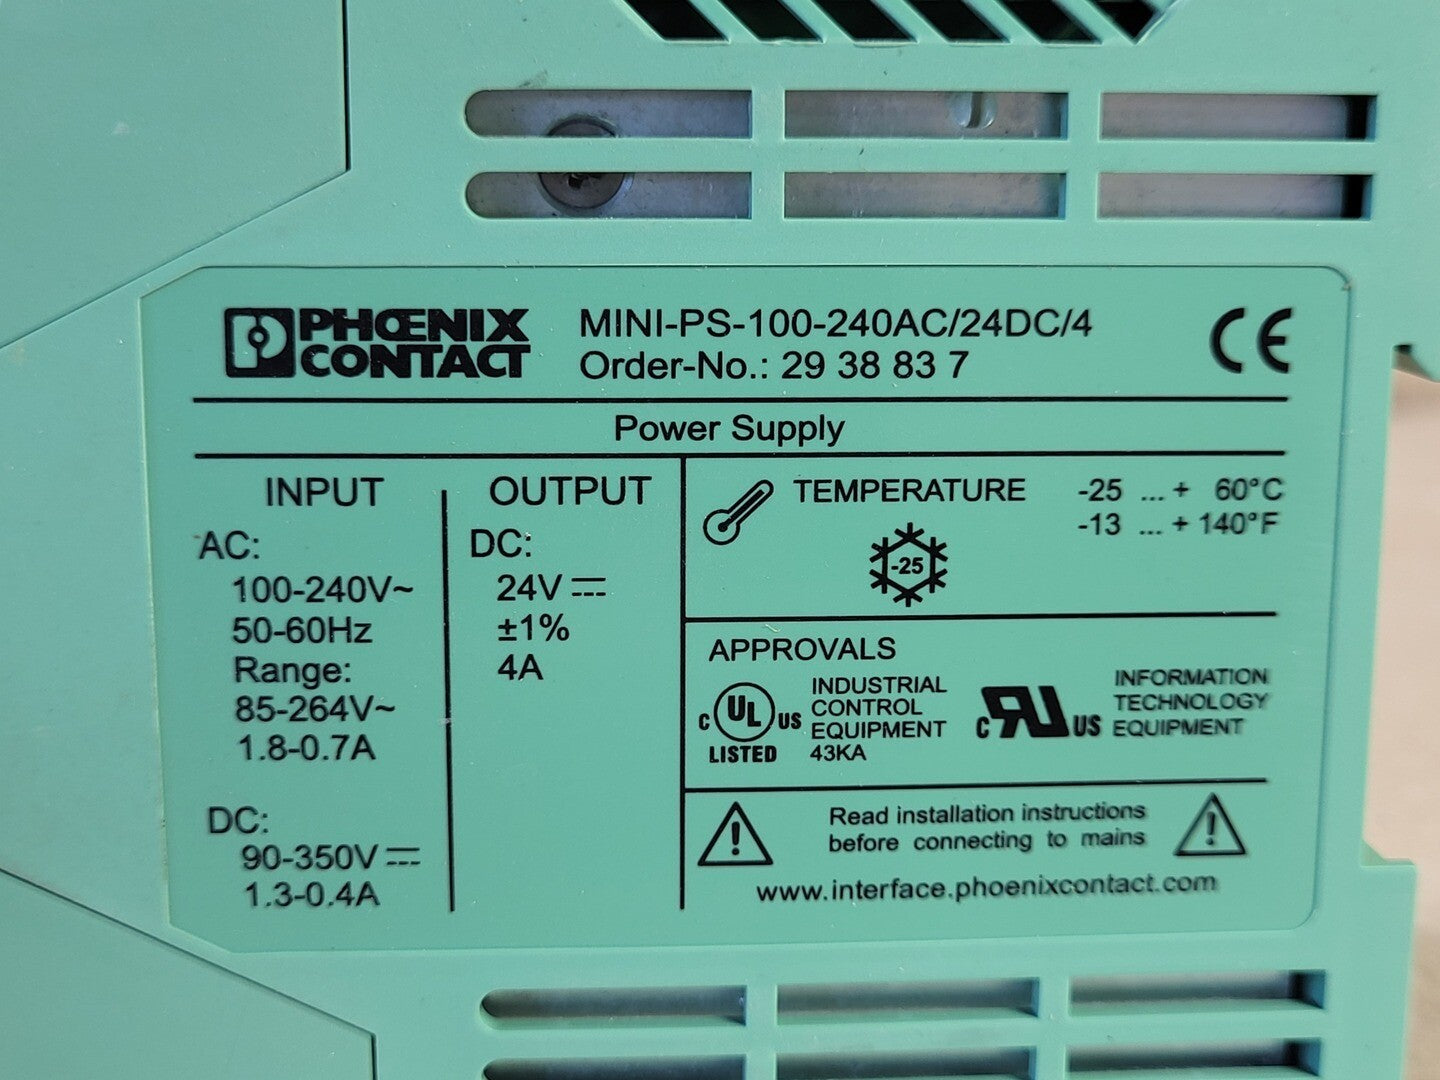 PHŒNIX
CONTACT
MINI-PS-100-240AC/24DC/4
Order-No.: 29 38 83 7
CE
Power Supply
INPUT
AC:
100-240V~
50-60Hz
Range:
85-264V~
1.8-0.7A
DC:
90-350V⎓
1.3-0.4A
OUTPUT
DC:
24V⎓
±1%
4A
TEMPERATURE -25 ... + 60°C
-13 ... + 140°F
-25
APPROVALS
C UL US
LISTED
INDUSTRIAL
CONTROL
EQUIPMENT
43KA
C RU US
INFORMATION
TECHNOLOGY
EQUIPMENT
Read installation instructions
before connecting to mains
www.interface.phoenixcontact.com